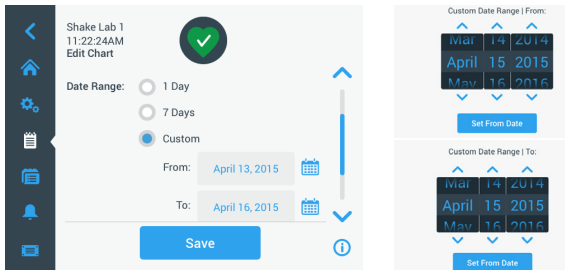 Shake Lab 1
11:22:24AM
Edit Chart
Date Range:
1 Day
7 Days
Custom
From:
April 13, 2015
To:
April 16, 2015
Save
Custom Date Range | From:
Mar 14 2014
April 15 2015
May 16 2016
Set From Date
Custom Date Range | To:
Mar 14 2014
April 15 2015
May 16 2016
Set From Date